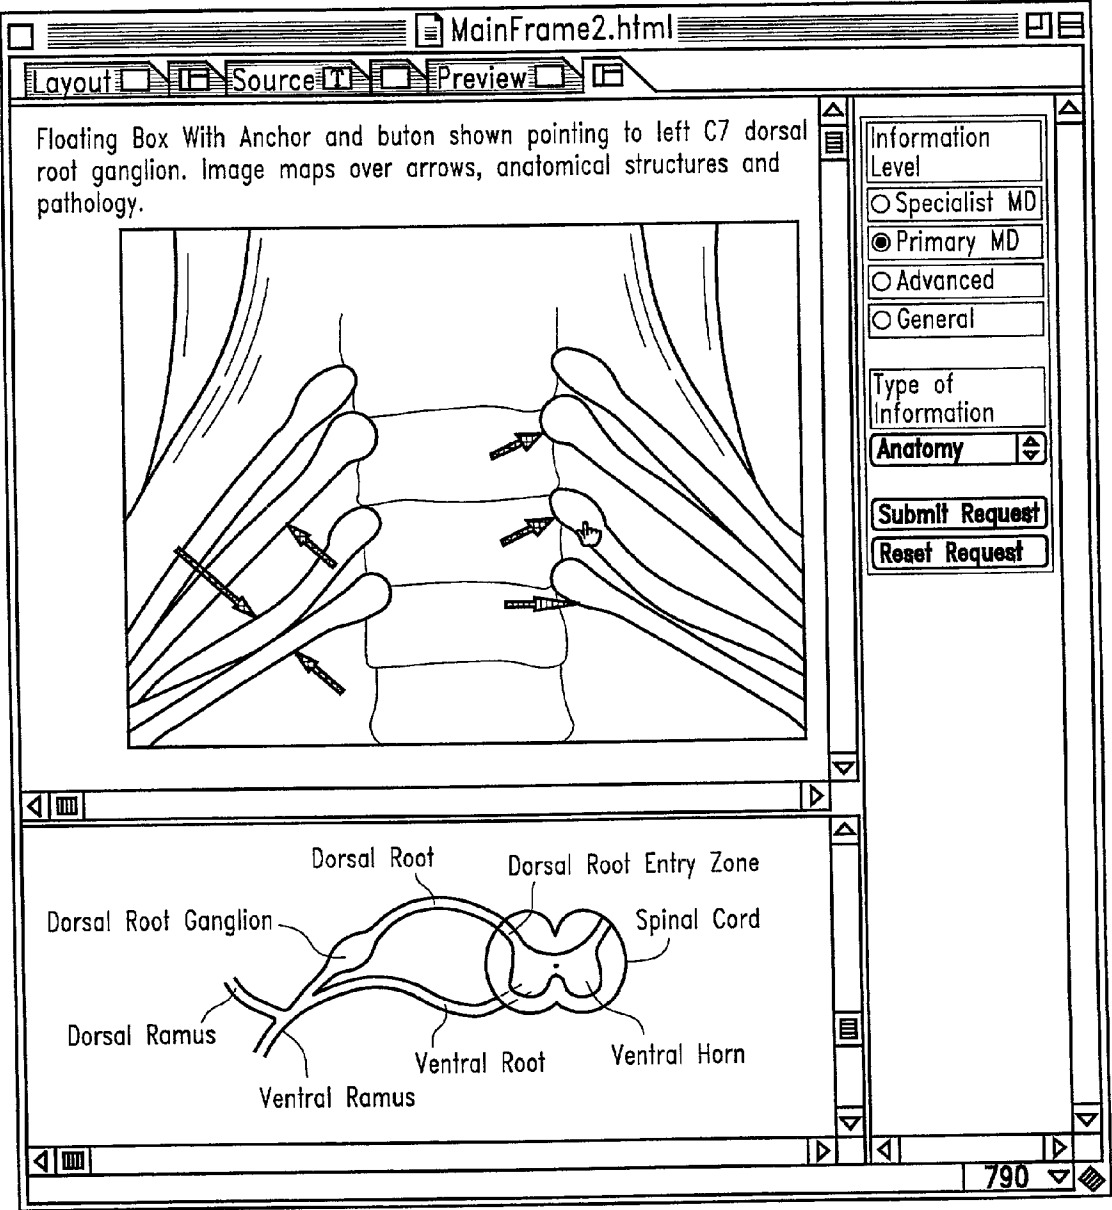 MainFrame2.html
Layout
Source T
Preview
Floating Box With Anchor and buton shown pointing to left C7 dorsal
root ganglion. Image maps over arrows, anatomical structures and
pathology.
Information
Level
Specialist MD
Primary MD
Advanced
General
Type of
Information
Anatomy
Submit Request
Reset Request
Dorsal Root
Dorsal Root Entry Zone
Dorsal Root Ganglion
Spinal Cord
Dorsal Ramus
Ventral Root
Ventral Horn
Ventral Ramus
790